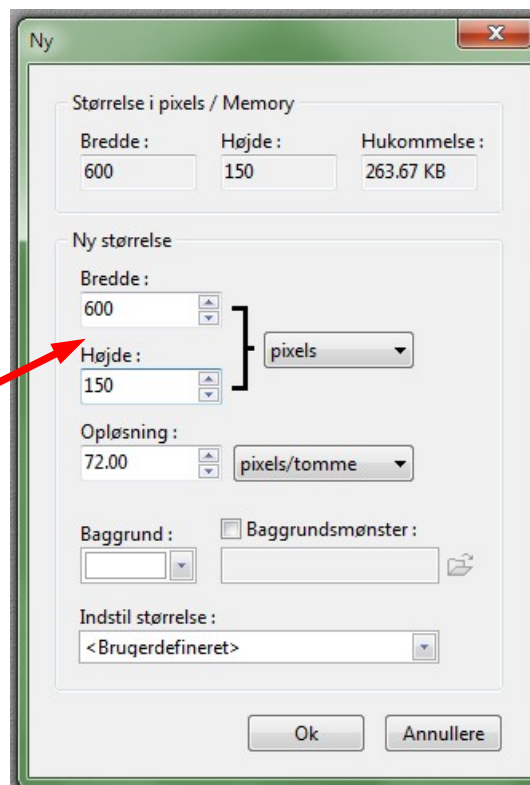 Ny
Størrelse i pixels / Memory
Bredde : Højde : Hukommelse :
600 150 263.67 KB
Ny størrelse
Bredde :
600
pixels
Højde :
150
Opløsning :
72.00 pixels/tomme
Baggrund : Baggrundsmønster :
Indstil størrelse :
<Brugerdefineret>
Ok Annullere